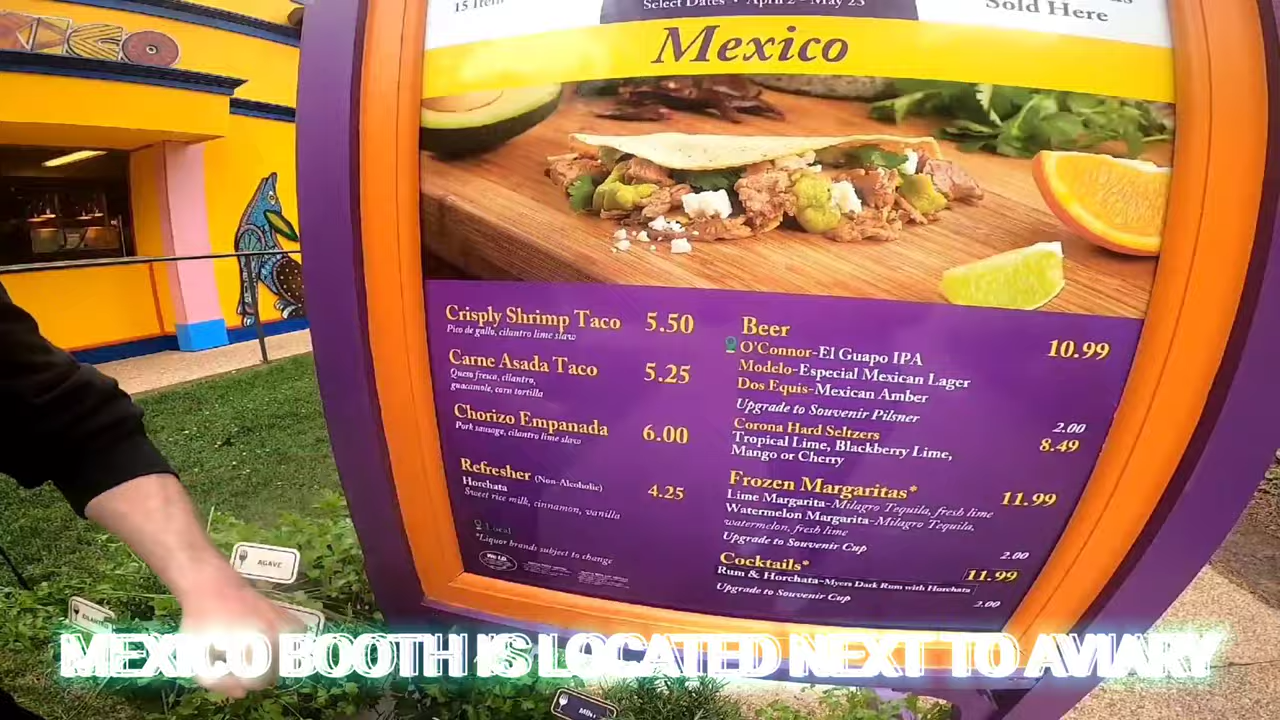 15 Item
Select Dates • April 2 - May 23
Sold Here
Mexico
Crisply Shrimp Taco 5.50
Pico de gallo, cilantro lime slaw
Carne Asada Taco 5.25
Queso fresco, cilantro,
guacamole, corn tortilla
Chorizo Empanada 6.00
Pork sausage, cilantro lime slaw
Refresher (Non-Alcoholic)
Horchata 4.25
Sweet rice milk, cinnamon, vanilla
Local
*Liquor brands subject to change
Beer
O'Connor-El Guapo IPA 10.99
Modelo-Especial Mexican Lager
Dos Equis-Mexican Amber
Upgrade to Souvenir Pilsner 2.00
Corona Hard Seltzers 8.49
Tropical Lime, Blackberry Lime,
Mango or Cherry
Frozen Margaritas* 11.99
Lime Margarita-Milagro Tequila, fresh lime
Watermelon Margarita-Milagro Tequila,
watermelon, fresh lime
Upgrade to Souvenir Cup 2.00
Cocktails* 11.99
Rum & Horchata-Myers Dark Rum with Horchata
Upgrade to Souvenir Cup 2.00
AGAVE
CILANTRO
MINT
MEXICO BOOTH IS LOCATED NEXT TO AVIARY